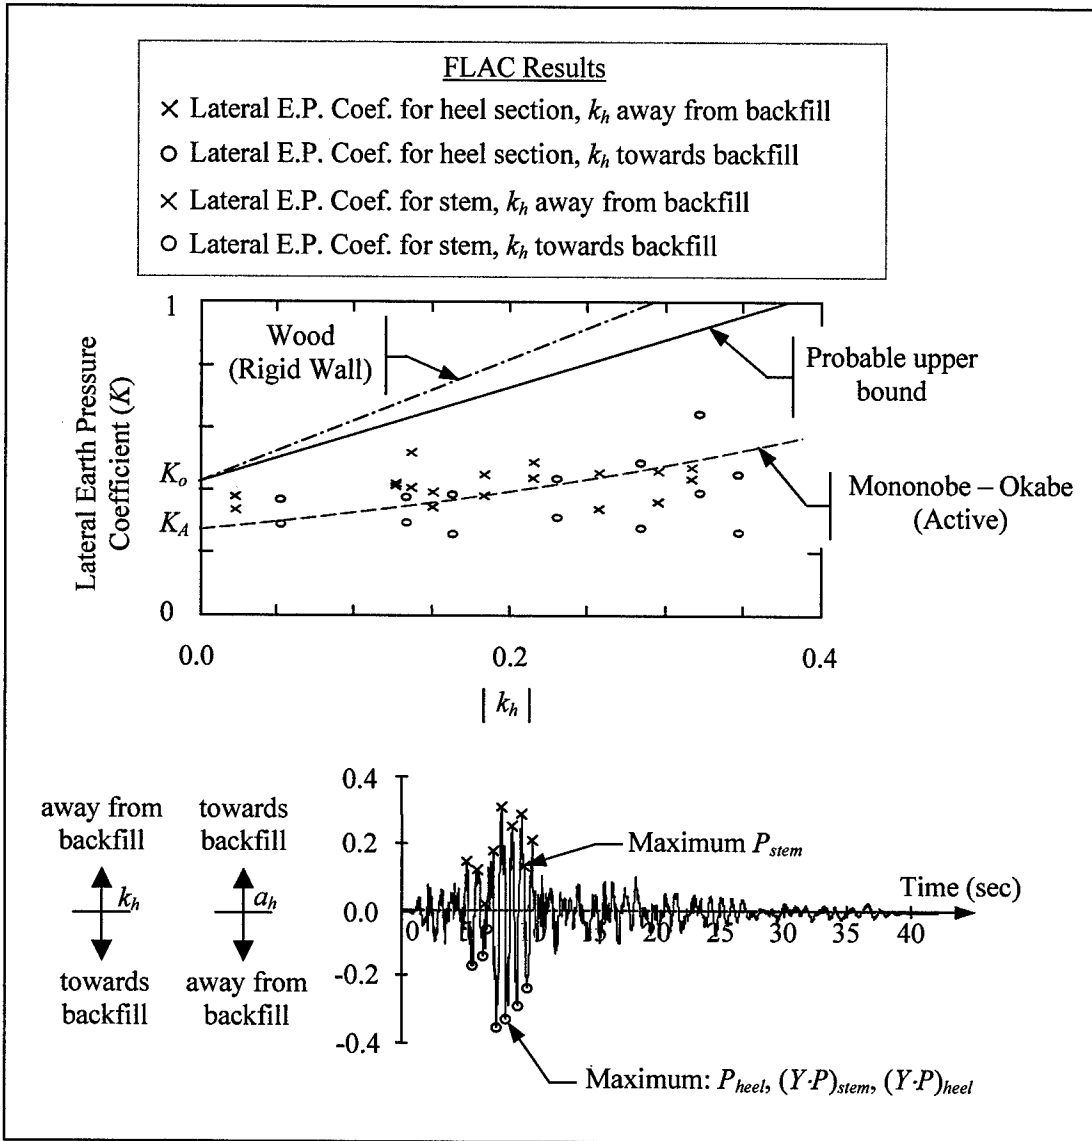 FLAC Results
× Lateral E.P. Coef. for heel section, k_h away from backfill
o Lateral E.P. Coef. for heel section, k_h towards backfill
× Lateral E.P. Coef. for stem, k_h away from backfill
o Lateral E.P. Coef. for stem, k_h towards backfill
Lateral Earth Pressure
Coefficient (K)
1
K_o
K_A
0
Wood
(Rigid Wall)
Probable upper
bound
Mononobe – Okabe
(Active)
0.0
0.2
0.4
| k_h |
away from
backfill
k_h
towards
backfill
towards
backfill
a_h
away from
backfill
0.4
0.2
0.0
-0.2
-0.4
Maximum P_stem
Time (sec)
0
5
10
15
20
25
30
35
40
Maximum: P_heel, (Y·P)_stem, (Y·P)_heel